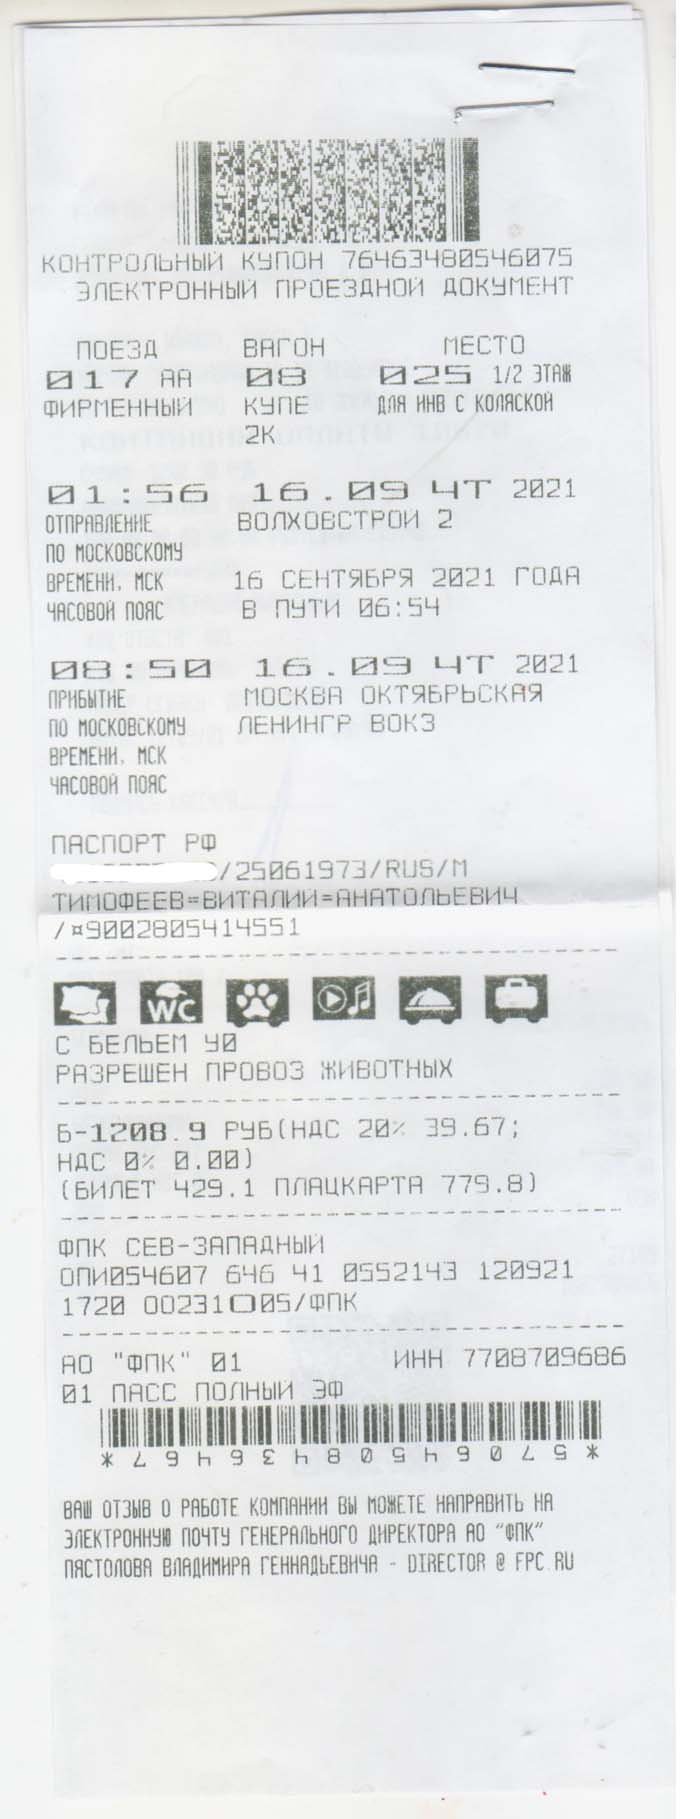 КОНТРОЛЬНЫЙ КУПОН 76463480546075
ЭЛЕКТРОННЫЙ ПРОЕЗДНОЙ ДОКУМЕНТ
ПОЕЗД ВАГОН МЕСТО
017 АА 08 025 1/2 ЭТАЖ
ФИРМЕННЫЙ КУПЕ ДЛЯ ИНВ С КОЛЯСКОЙ
2К
01:56 16.09 ЧТ 2021
ОТПРАВЛЕНИЕ ВОЛХОВСТРОЙ 2
ПО МОСКОВСКОМУ
ВРЕМЕНИ, МСК 16 СЕНТЯБРЯ 2021 ГОДА
ЧАСОВОЙ ПОЯС В ПУТИ 06:54
08:50 16.09 ЧТ 2021
ПРИБЫТИЕ МОСКВА ОКТЯБРЬСКАЯ
ПО МОСКОВСКОМУ ЛЕНИНГР ВОКЗ
ВРЕМЕНИ, МСК
ЧАСОВОЙ ПОЯС
ПАСПОРТ РФ
/25061973/RUS/M
ТИМОФЕЕВ=ВИТАЛИЙ=АНАТОЛЬЕВИЧ
/¤9002805414551
WC
С БЕЛЬЕМ У0
РАЗРЕШЕН ПРОВОЗ ЖИВОТНЫХ
Б-1208.9 РУБ(НДС 20% 39.67;
НДС 0% 0.00)
(БИЛЕТ 429.1 ПЛАЦКАРТА 779.8)
ФПК СЕВ-ЗАПАДНЫЙ
ОПИ054607 646 41 0552143 120921
1720 002310005/ФПК
АО "ФПК" 01 ИНН 7708709686
01 ПАСС ПОЛНЫЙ ЭФ
*57064508436467*
ВАШ ОТЗЫВ О РАБОТЕ КОМПАНИИ ВЫ МОЖЕТЕ НАПРАВИТЬ НА
ЭЛЕКТРОННУЮ ПОЧТУ ГЕНЕРАЛЬНОГО ДИРЕКТОРА АО "ФПК"
ПЯСТОЛОВА ВЛАДИМИРА ГЕННАДЬЕВИЧА - DIRECTOR @ FPC.RU